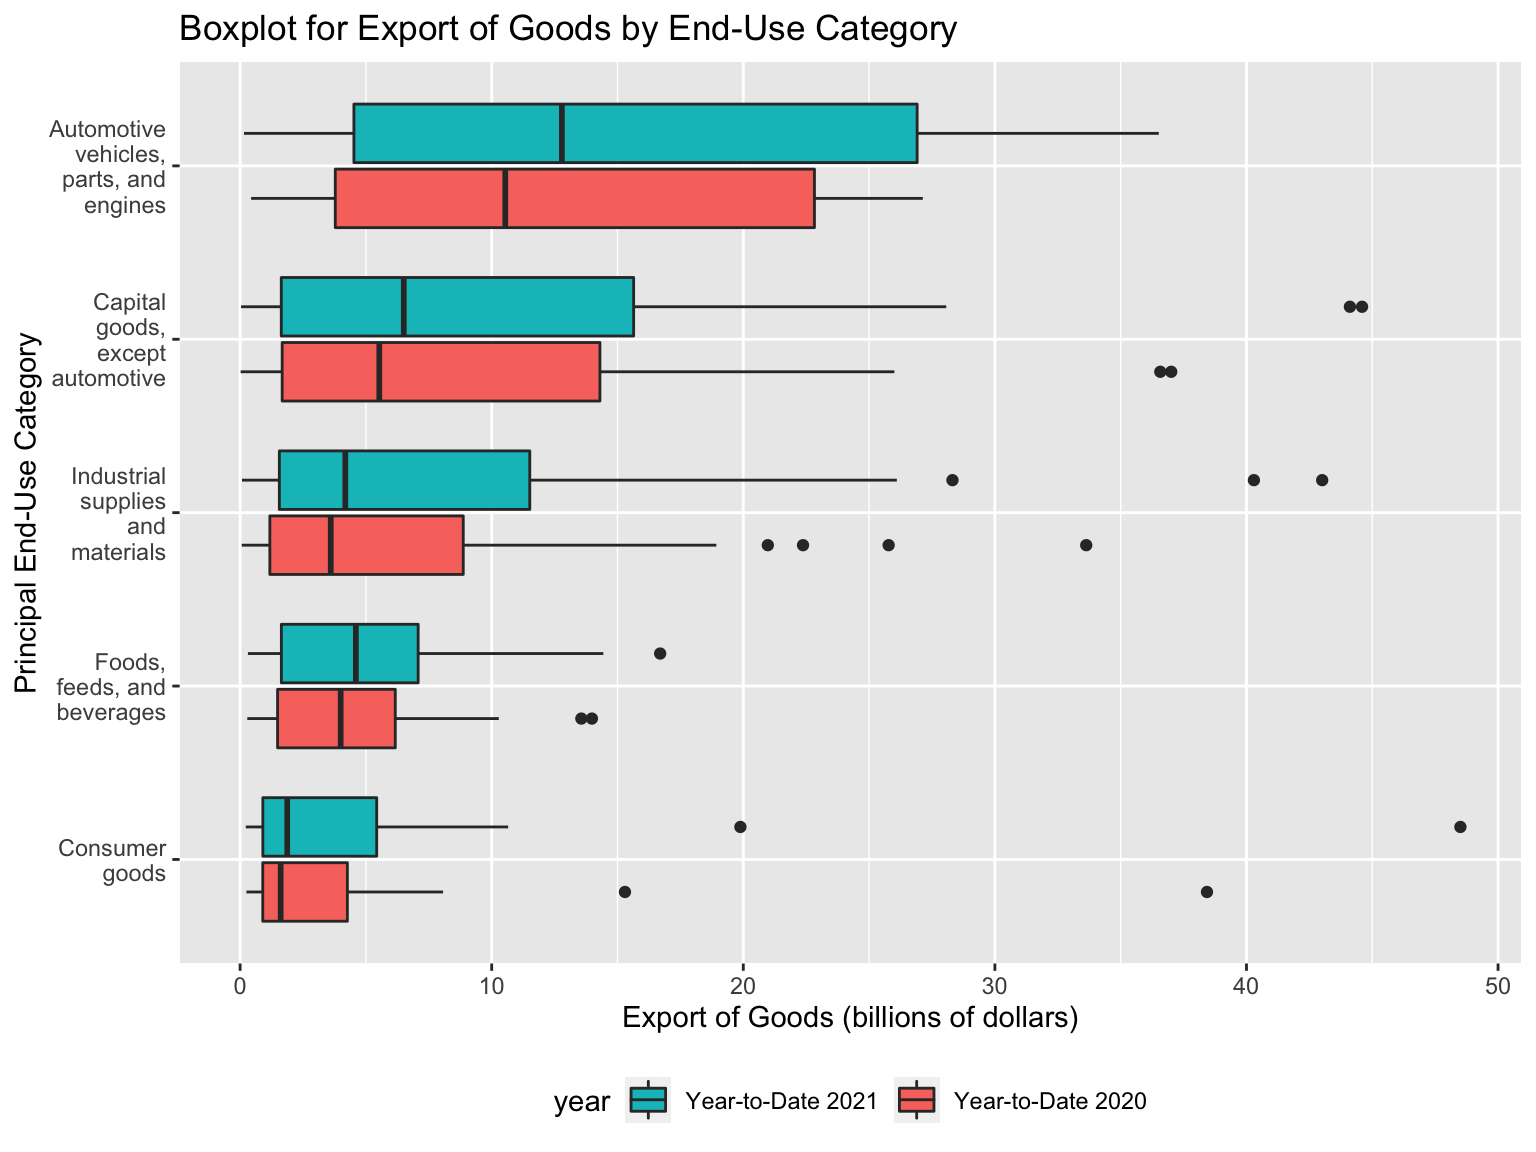 Boxplot for Export of Goods by End-Use Category
Principal End-Use Category
Automotive
vehicles,
parts, and
engines
Capital
goods,
except
automotive
Industrial
supplies
and
materials
Foods,
feeds, and
beverages
Consumer
goods
0 10 20 30 40 50
Export of Goods (billions of dollars)
year Year-to-Date 2021 Year-to-Date 2020